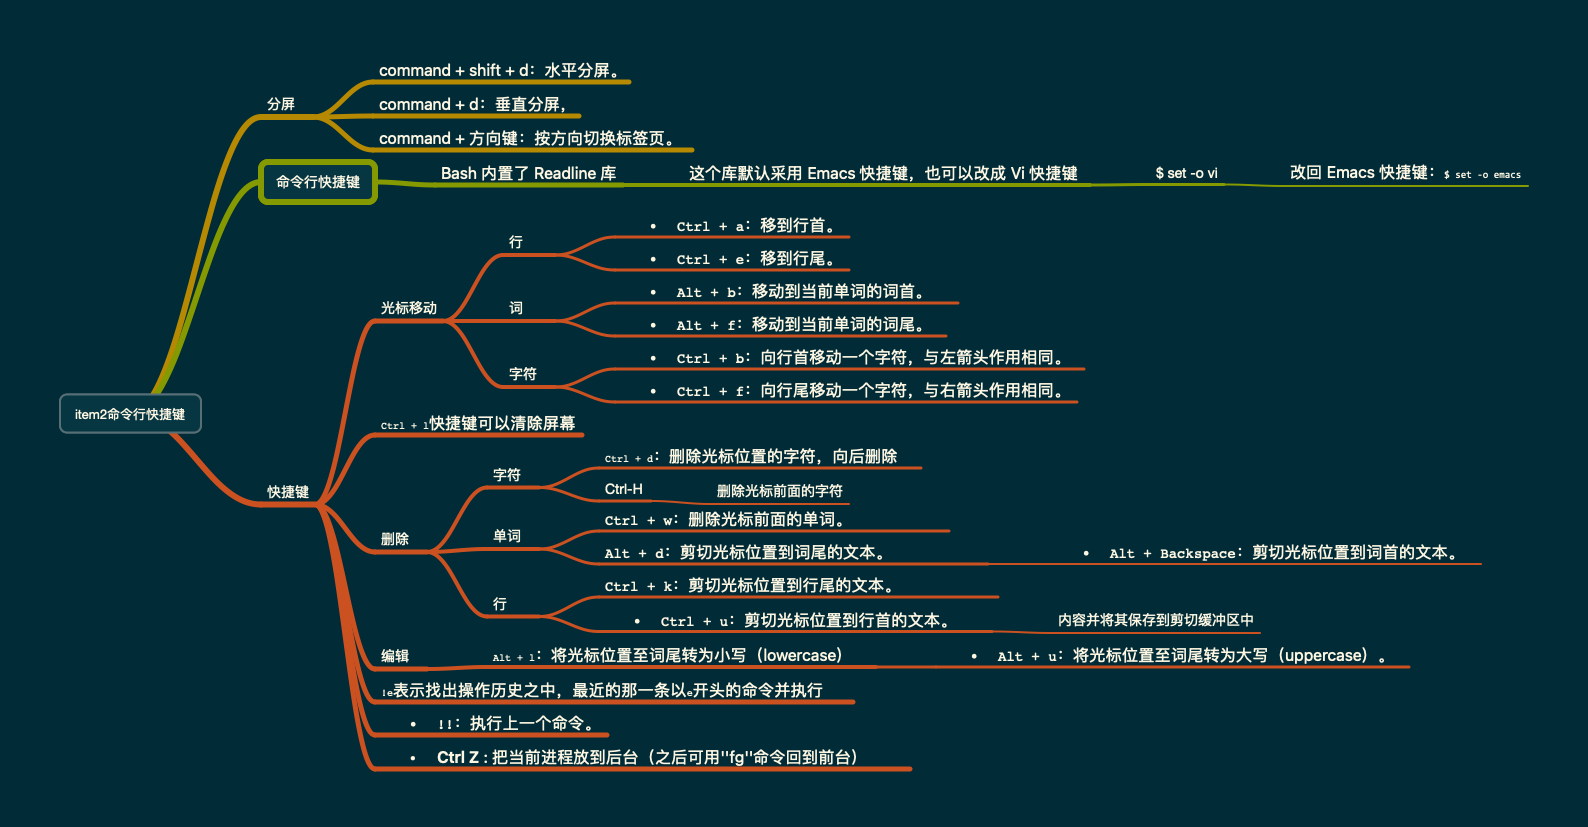 command + shift + d：水平分屏。
分屏
command + d：垂直分屏，
command + 方向键：按方向切换标签页。
命令行快捷键
Bash 内置了 Readline 库
这个库默认采用 Emacs 快捷键，也可以改成 Vi 快捷键
$ set -o vi
改回 Emacs 快捷键：$ set -o emacs
item2命令行快捷键
快捷键
光标移动
行
• Ctrl + a：移到行首。
• Ctrl + e：移到行尾。
词
• Alt + b：移动到当前单词的词首。
• Alt + f：移动到当前单词的词尾。
字符
• Ctrl + b：向行首移动一个字符，与左箭头作用相同。
• Ctrl + f：向行尾移动一个字符，与右箭头作用相同。
Ctrl + l快捷键可以清除屏幕
删除
字符
Ctrl + d：删除光标位置的字符，向后删除
Ctrl-H
删除光标前面的字符
单词
Ctrl + w：删除光标前面的单词。
Alt + d：剪切光标位置到词尾的文本。
• Alt + Backspace：剪切光标位置到词首的文本。
行
Ctrl + k：剪切光标位置到行尾的文本。
• Ctrl + u：剪切光标位置到行首的文本。
内容并将其保存到剪切缓冲区中
编辑
Alt + l：将光标位置至词尾转为小写（lowercase）
• Alt + u：将光标位置至词尾转为大写（uppercase）。
!e表示找出操作历史之中，最近的那一条以e开头的命令并执行
• !!：执行上一个命令。
• Ctrl Z : 把当前进程放到后台（之后可用"fg"命令回到前台）